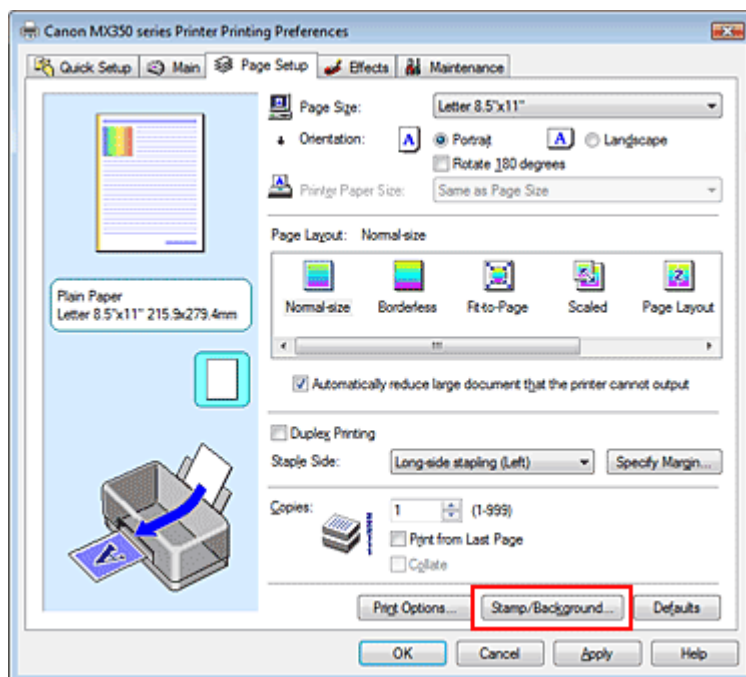 Canon MX350 series Printer Printing Preferences
Quick Setup Main Page Setup Effects Maintenance
Page Size: Letter 8.5"x11"
Orientation: A Portrait A Landscape
Rotate 180 degrees
Printer Paper Size: Same as Page Size
Page Layout: Normal-size
Normal-size Borderless Fit-to-Page Scaled Page Layout
Plain Paper
Letter 8.5"x11" 215.9x279.4mm
Automatically reduce large document that the printer cannot output
Duplex Printing
Staple Side: Long-side stapling (Left) Specify Margin...
Copies: 1 (1-999)
Print from Last Page
Collate
Print Options... Stamp/Background... Defaults
OK Cancel Apply Help